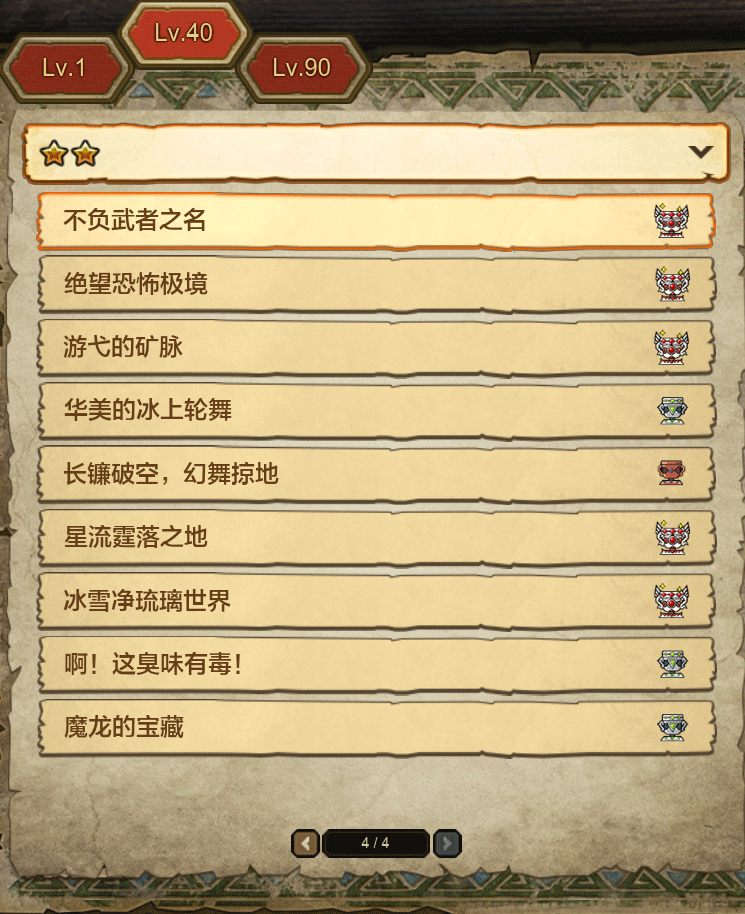 Lv.1
Lv.40
Lv.90
不负武者之名
绝望恐怖极境
游弋的矿脉
华美的冰上轮舞
长镰破空，幻舞掠地
星流霆落之地
冰雪净琉璃世界
啊！这臭味有毒！
魔龙的宝藏
4 / 4